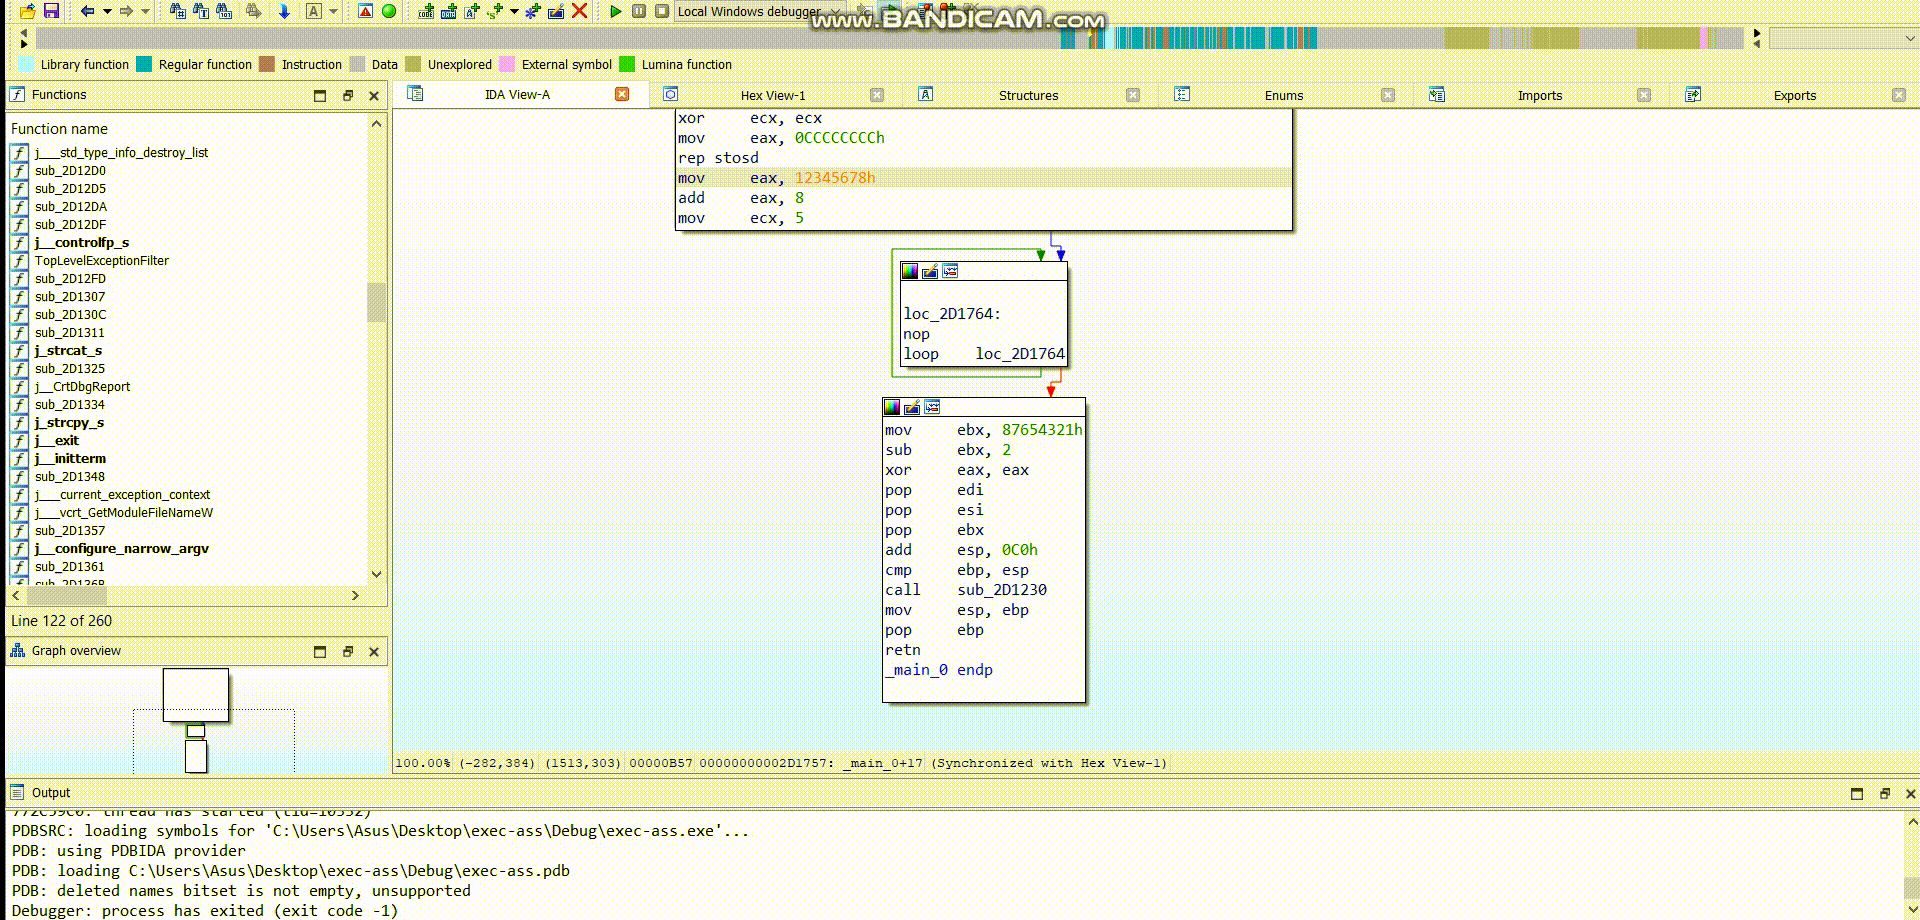 Local Windows debugger
www.BANDICAM.com
Library function Regular function Instruction Data Unexplored External symbol Lumina function
Functions
IDA View-A
Hex View-1
Structures
Enums
Imports
Exports
Function name
j___std_type_info_destroy_list
sub_2D12D0
sub_2D12D5
sub_2D12DA
sub_2D12DF
j__controlfp_s
TopLevelExceptionFilter
sub_2D12FD
sub_2D1307
sub_2D130C
sub_2D1311
j_strcat_s
sub_2D1325
j__CrtDbgReport
sub_2D1334
j_strcpy_s
j__exit
j__initterm
sub_2D1348
j___current_exception_context
j___vcrt_GetModuleFileNameW
sub_2D1357
j__configure_narrow_argv
sub_2D1361
sub_2D136B
Line 122 of 260
Graph overview
xor ecx, ecx
mov eax, 0CCCCCCCCh
rep stosd
mov eax, 12345678h
add eax, 8
mov ecx, 5
loc_2D1764:
nop
loop loc_2D1764
mov ebx, 87654321h
sub ebx, 2
xor eax, eax
pop edi
pop esi
pop ebx
add esp, 0C0h
cmp ebp, esp
call sub_2D1230
mov esp, ebp
pop ebp
retn
_main_0 endp
100.00% (-282,384) (1513,303) 00000B57 00000000002D1757: _main_0+17 (Synchronized with Hex View-1)
Output
772C59C0: thread has started (tid=10352)
PDBSRC: loading symbols for 'C:\Users\Asus\Desktop\exec-ass\Debug\exec-ass.exe'...
PDB: using PDBIDA provider
PDB: loading C:\Users\Asus\Desktop\exec-ass\Debug\exec-ass.pdb
PDB: deleted names bitset is not empty, unsupported
Debugger: process has exited (exit code -1)